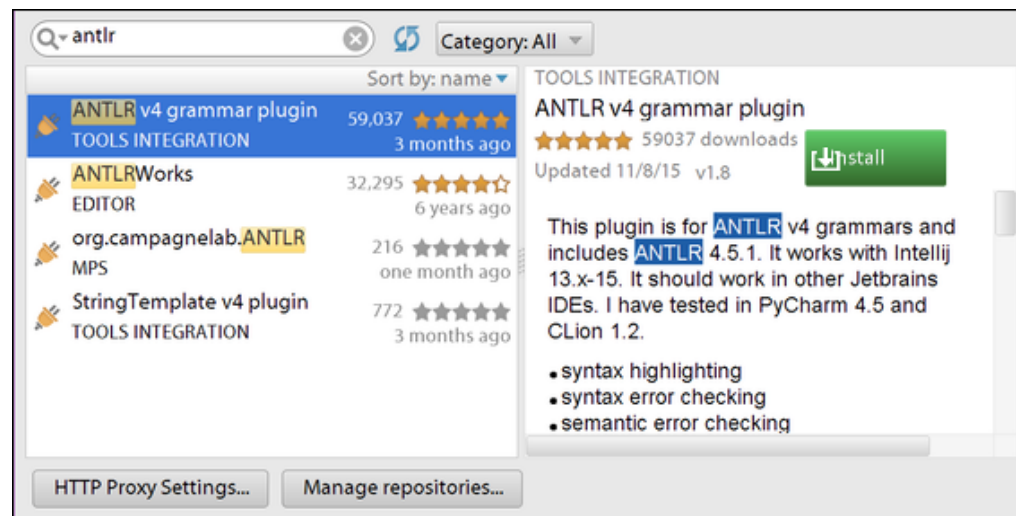 antlr
Category: All
Sort by: name
ANTLR v4 grammar plugin
59,037
TOOLS INTEGRATION
3 months ago
ANTLRWorks
32,295
EDITOR
6 years ago
org.campagnelab.ANTLR
216
MPS
one month ago
StringTemplate v4 plugin
772
TOOLS INTEGRATION
3 months ago
TOOLS INTEGRATION
ANTLR v4 grammar plugin
59037 downloads
Install
Updated 11/8/15 v1.8
This plugin is for ANTLR v4 grammars and
includes ANTLR 4.5.1. It works with Intellij
13.x-15. It should work in other Jetbrains
IDEs. I have tested in PyCharm 4.5 and
CLion 1.2.
• syntax highlighting
• syntax error checking
• semantic error checking
HTTP Proxy Settings...
Manage repositories...